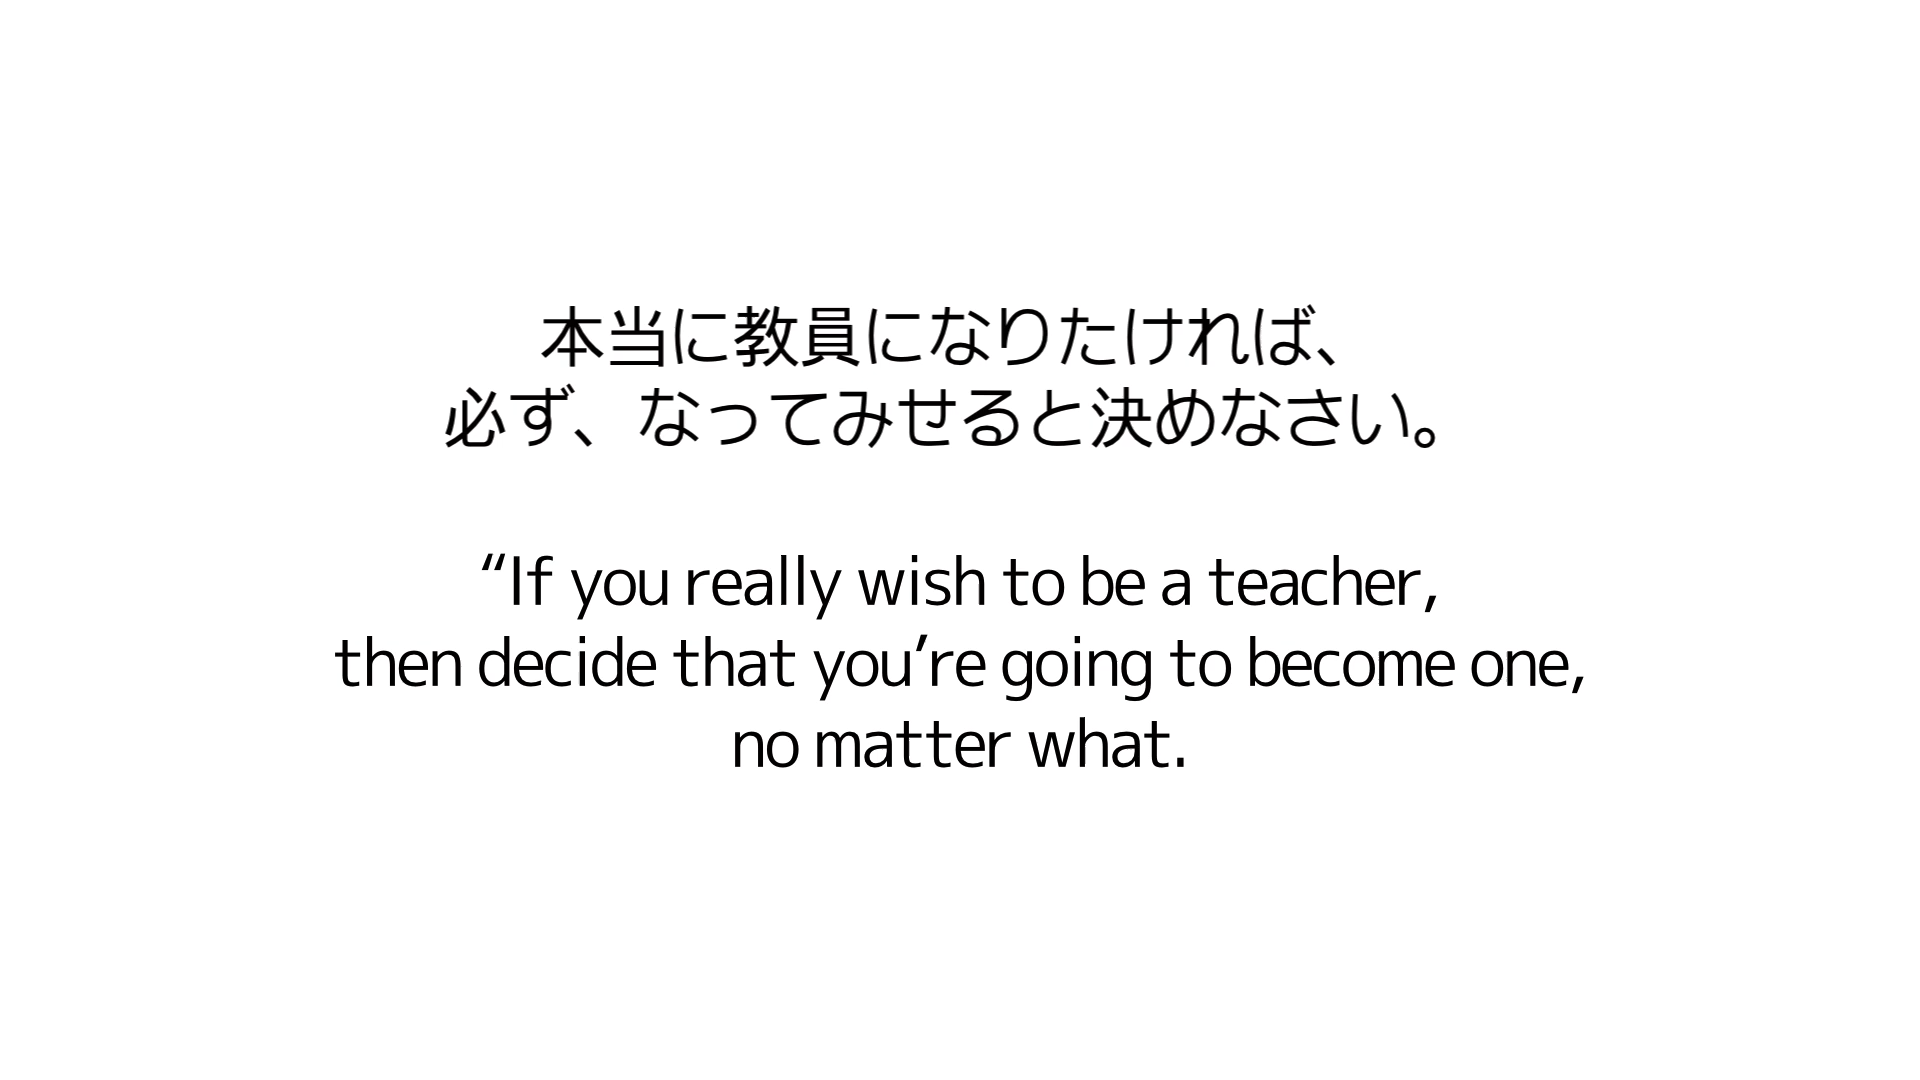 本当に教員になりたければ、
必ず、なってみせると決めなさい。
“If you really wish to be a teacher,
then decide that you’re going to become one,
no matter what.